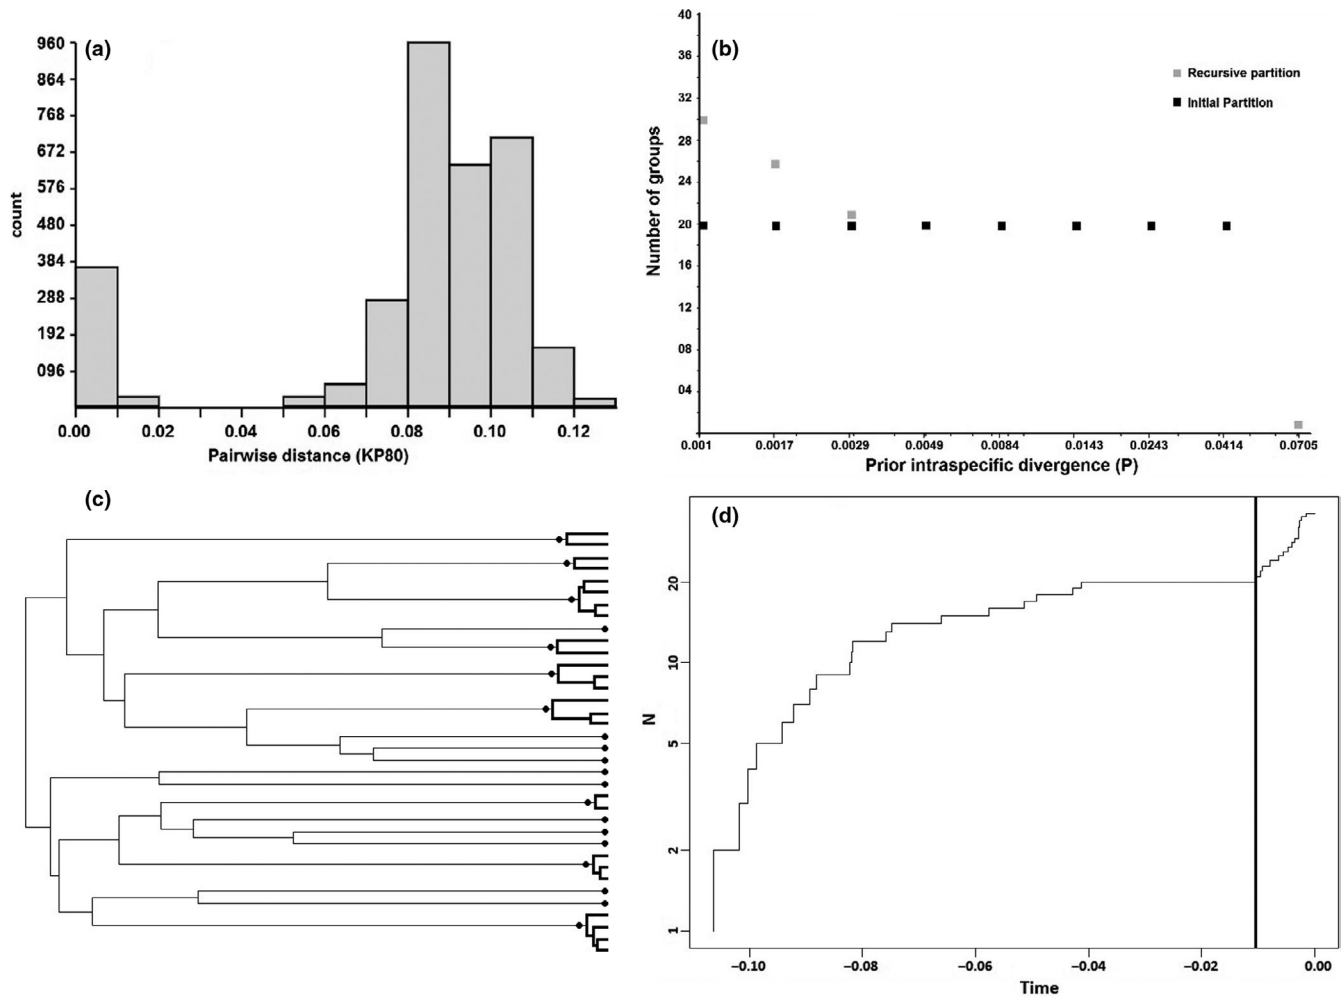 (a)
960
864
768
672
576
480
384
288
192
096
count
0.00 0.02 0.04 0.06 0.08 0.10 0.12
Pairwise distance (KP80)
(b)
40
36
32
28
24
20
16
12
08
04
Number of groups
Recursive partition
Initial Partition
0.001 0.0017 0.0029 0.0049 0.0084 0.0143 0.0243 0.0414 0.0705
Prior intraspecific divergence (P)
(c)
(d)
20
10
5
2
1
N
−0.10 −0.08 −0.06 −0.04 −0.02 0.00
Time